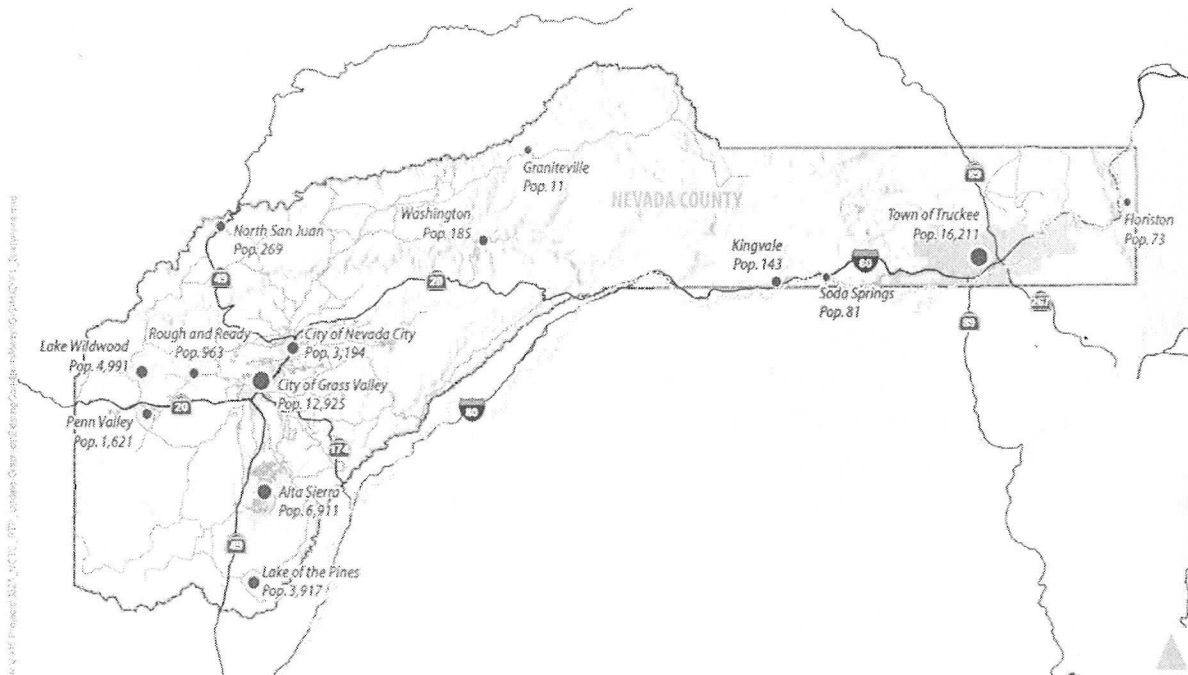 Graniteville
Pop. 11
NEVADA COUNTY
89
Washington
Pop. 185
North San Juan
Pop. 269
Town of Truckee
Pop. 16,211
Floriston
Pop. 73
Kingvale
Pop. 143
80
Soda Springs
Pop. 81
49
20
267
89
Rough and Ready
Pop. 963
City of Nevada City
Pop. 3,194
Lake Wildwood
Pop. 4,991
City of Grass Valley
Pop. 12,925
20
80
Penn Valley
Pop. 1,621
174
Alta Sierra
Pop. 6,911
49
Lake of the Pines
Pop. 3,917